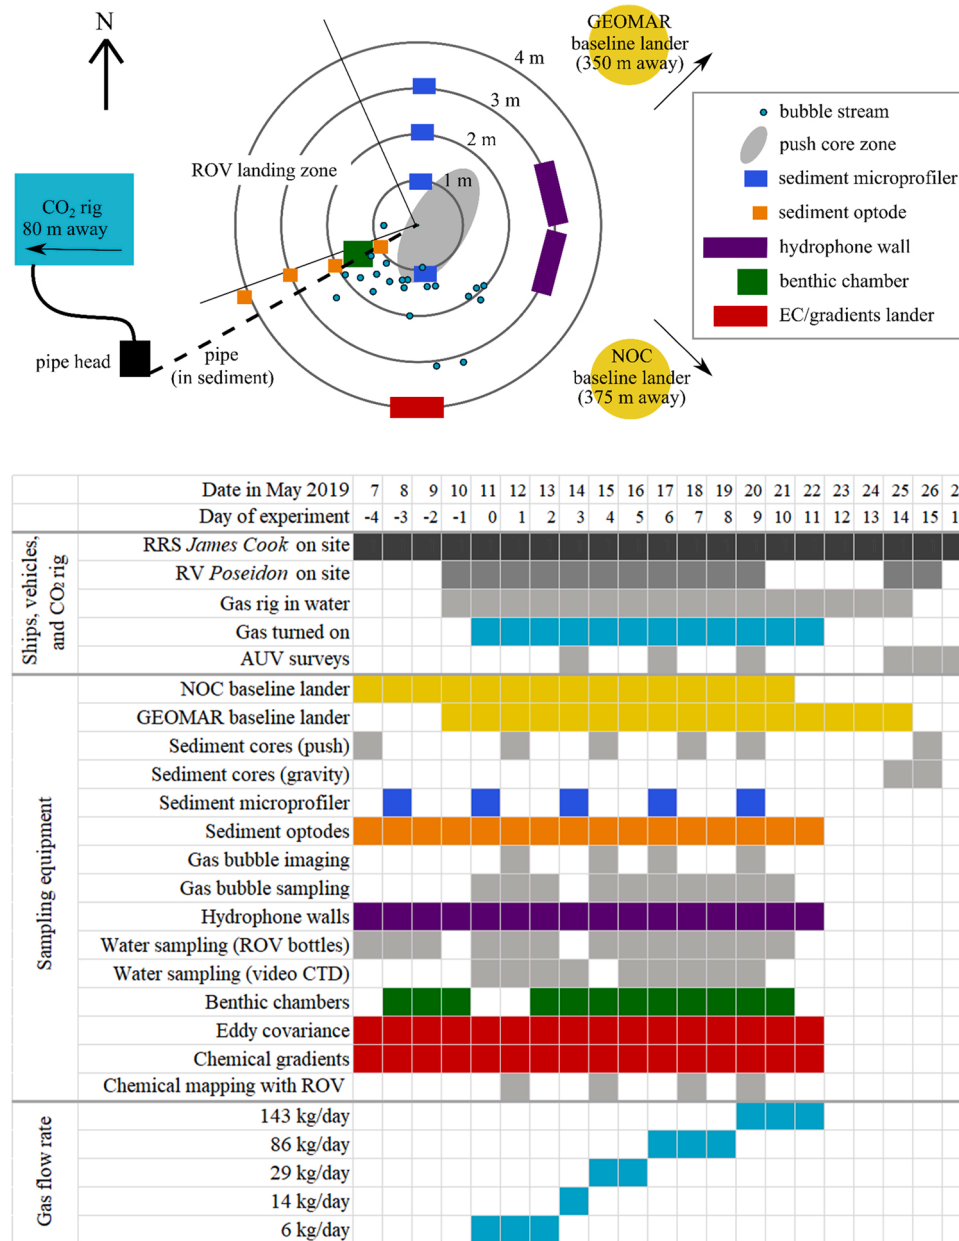 N
GEOMAR
baseline lander
(350 m away)
4 m
3 m
2 m
1 m
ROV landing zone
CO2 rig
80 m away
pipe head
pipe
(in sediment)
NOC
baseline lander
(375 m away)
bubble stream
push core zone
sediment microprofiler
sediment optode
hydrophone wall
benthic chamber
EC/gradients lander
Date in May 2019 7 8 9 10 11 12 13 14 15 16 17 18 19 20 21 22 23 24 25 26
Day of experiment -4 -3 -2 -1 0 1 2 3 4 5 6 7 8 9 10 11 12 13 14 15
Ships, vehicles,
and CO2 rig
RRS James Cook on site
RV Poseidon on site
Gas rig in water
Gas turned on
AUV surveys
Sampling equipment
NOC baseline lander
GEOMAR baseline lander
Sediment cores (push)
Sediment cores (gravity)
Sediment microprofiler
Sediment optodes
Gas bubble imaging
Gas bubble sampling
Hydrophone walls
Water sampling (ROV bottles)
Water sampling (video CTD)
Benthic chambers
Eddy covariance
Chemical gradients
Chemical mapping with ROV
Gas flow rate
143 kg/day
86 kg/day
29 kg/day
14 kg/day
6 kg/day